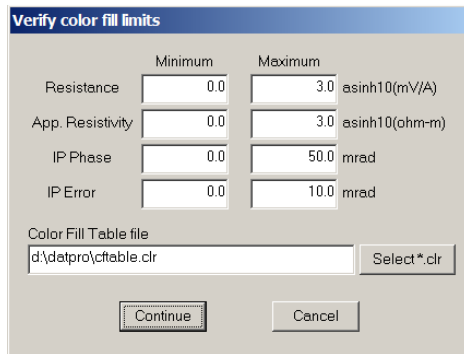 Verify color fill limits
Minimum Maximum
Resistance 0.0 3.0 asinh10(mV/A)
App. Resistivity 0.0 3.0 asinh10(ohm-m)
IP Phase 0.0 50.0 mrad
IP Error 0.0 10.0 mrad
Color Fill Table file
d:\datpro\cftable.clr Select*.clr
Continue Cancel